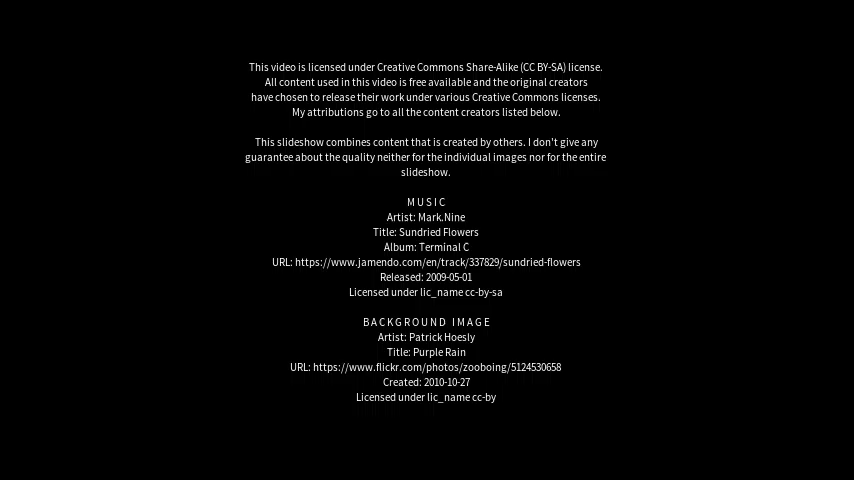 This video is licensed under Creative Commons Share-Alike (CC BY-SA) license.
All content used in this video is free available and the original creators
have chosen to release their work under various Creative Commons licenses.
My attributions go to all the content creators listed below.
This slideshow combines content that is created by others. I don't give any
guarantee about the quality neither for the individual images nor for the entire
slideshow.
MUSIC
Artist: Mark.Nine
Title: Sundried Flowers
Album: Terminal C
URL: https://www.jamendo.com/en/track/337829/sundried-flowers
Released: 2009-05-01
Licensed under lic_name cc-by-sa
BACKGROUND IMAGE
Artist: Patrick Hoesly
Title: Purple Rain
URL: https://www.flickr.com/photos/zooboing/5124530658
Created: 2010-10-27
Licensed under lic_name cc-by